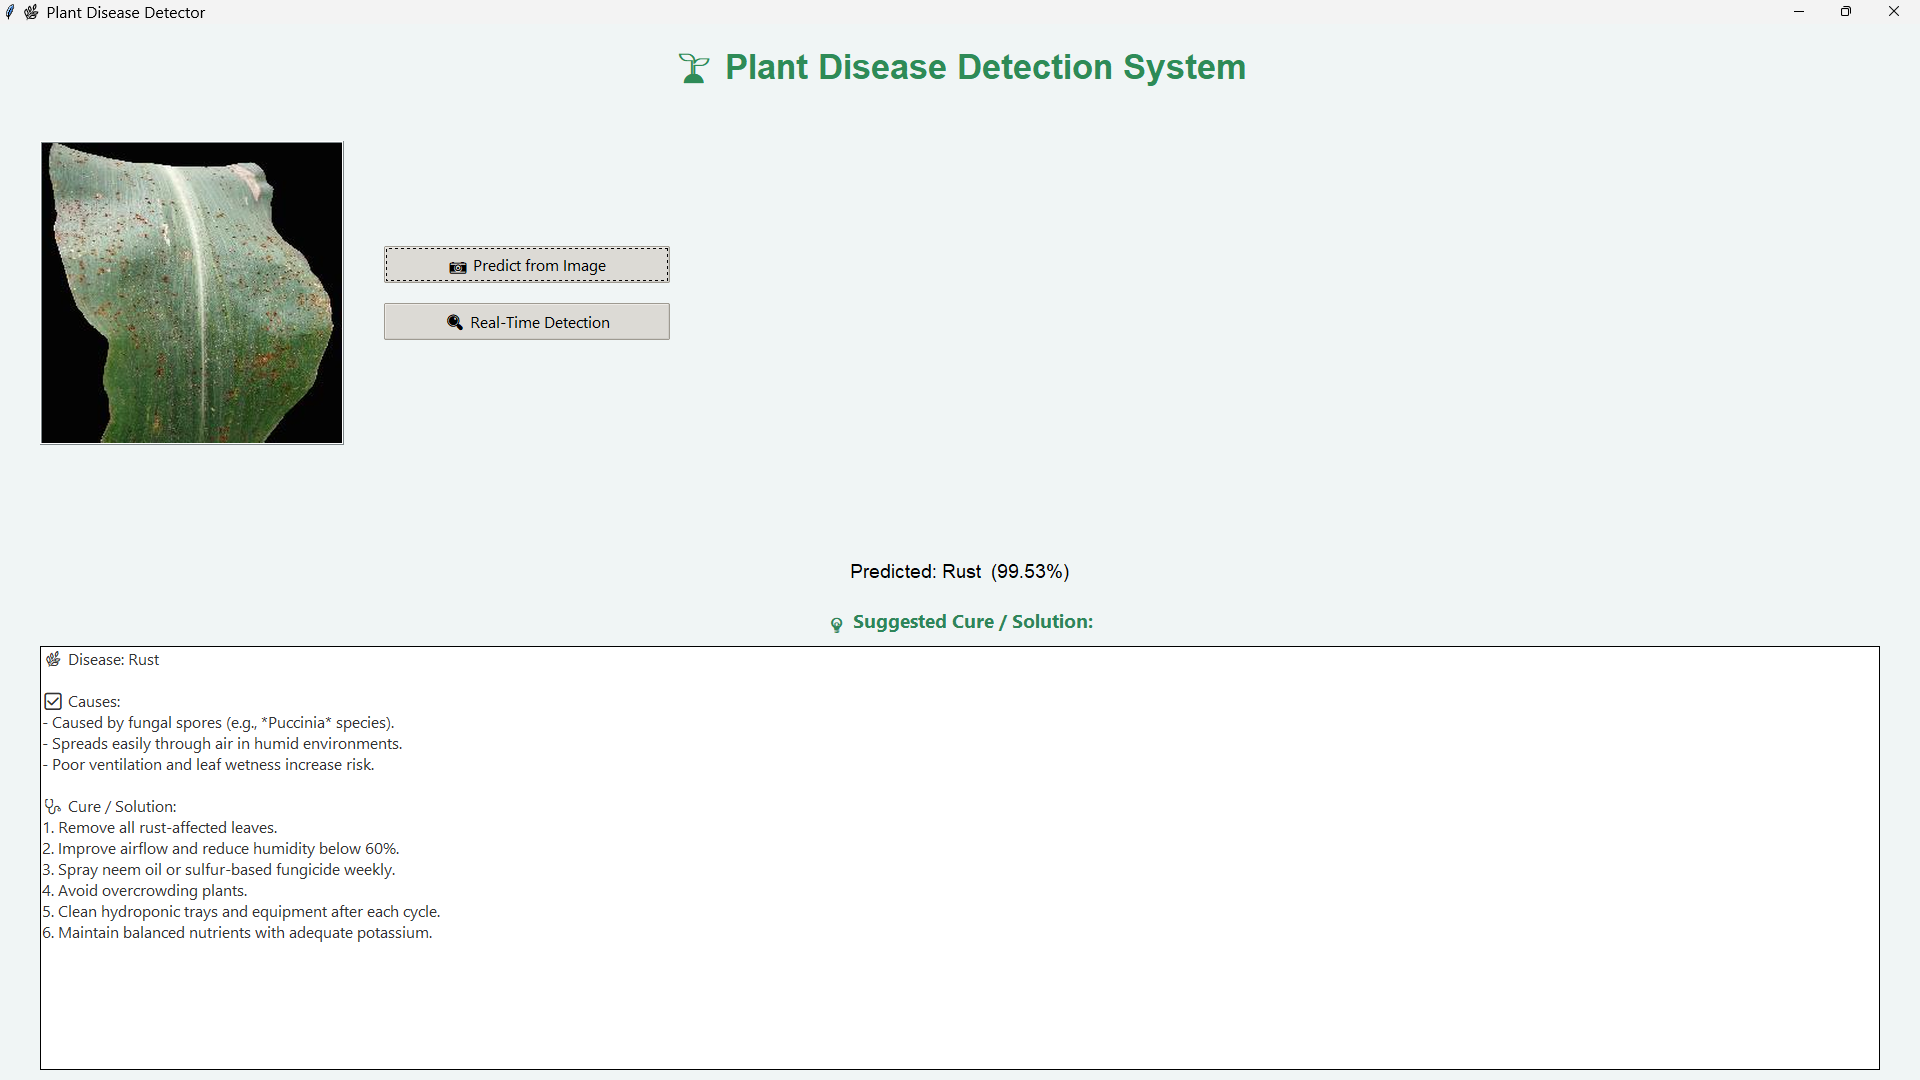 Plant Disease Detector
Plant Disease Detection System
Predict from Image
Real-Time Detection
Predicted: Rust (99.53%)
Suggested Cure / Solution:
Disease: Rust
Causes:
- Caused by fungal spores (e.g., *Puccinia* species).
- Spreads easily through air in humid environments.
- Poor ventilation and leaf wetness increase risk.
Cure / Solution:
1. Remove all rust-affected leaves.
2. Improve airflow and reduce humidity below 60%.
3. Spray neem oil or sulfur-based fungicide weekly.
4. Avoid overcrowding plants.
5. Clean hydroponic trays and equipment after each cycle.
6. Maintain balanced nutrients with adequate potassium.